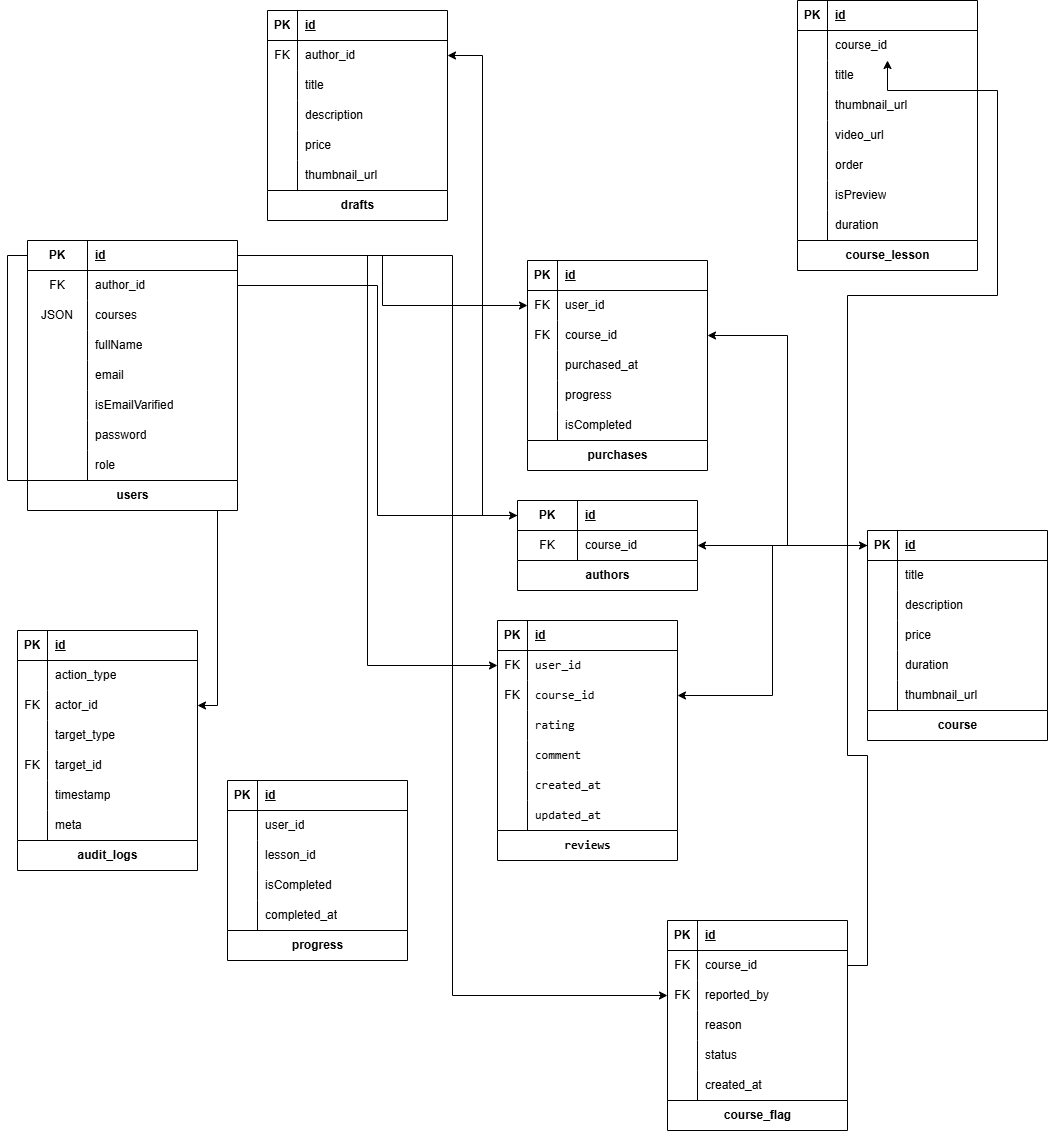 PK id
FK author_id
title
description
price
thumbnail_url
drafts
PK id
course_id
title
thumbnail_url
video_url
order
isPreview
duration
course_lesson
PK id
FK author_id
JSON courses
fullName
email
isEmailVarified
password
role
users
PK id
FK user_id
FK course_id
purchased_at
progress
isCompleted
purchases
PK id
FK course_id
authors
PK id
title
description
price
duration
thumbnail_url
course
PK id
FK user_id
FK course_id
rating
comment
created_at
updated_at
reviews
PK id
action_type
FK actor_id
target_type
FK target_id
timestamp
meta
audit_logs
PK id
user_id
lesson_id
isCompleted
completed_at
progress
PK id
FK course_id
FK reported_by
reason
status
created_at
course_flag